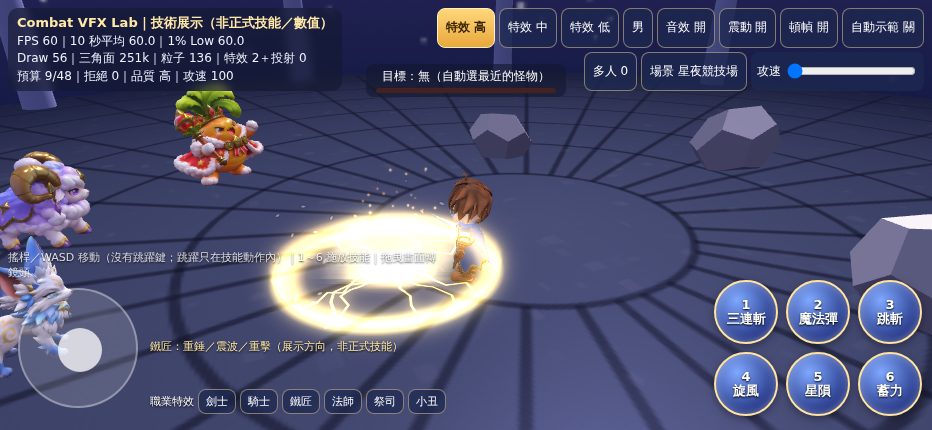 Combat VFX Lab｜技術展示（非正式技能／數值）
FPS 60｜10 秒平均 60.0｜1% Low 60.0
Draw 56｜三角面 251k｜粒子 136｜特效 2＋投射 0
預算 9/48｜拒絕 0｜品質 高｜攻速 100
特效 高
特效 中
特效 低
男
音效 開
震動 開
頓幀 開
自動示範 關
多人 0
場景 星夜競技場
攻速
目標：無（自動選最近的怪物）
搖桿／WASD 移動（沒有跳躍鍵；跳躍只在技能動作內）｜1～6 施放技能｜拖曳畫面轉
鏡頭
鐵匠：重錘／震波／重擊（展示方向，非正式技能）
職業特效
劍士
騎士
鐵匠
法師
祭司
小丑
1
三連斬
2
魔法彈
3
跳斬
4
旋風
5
星隕
6
蓄力